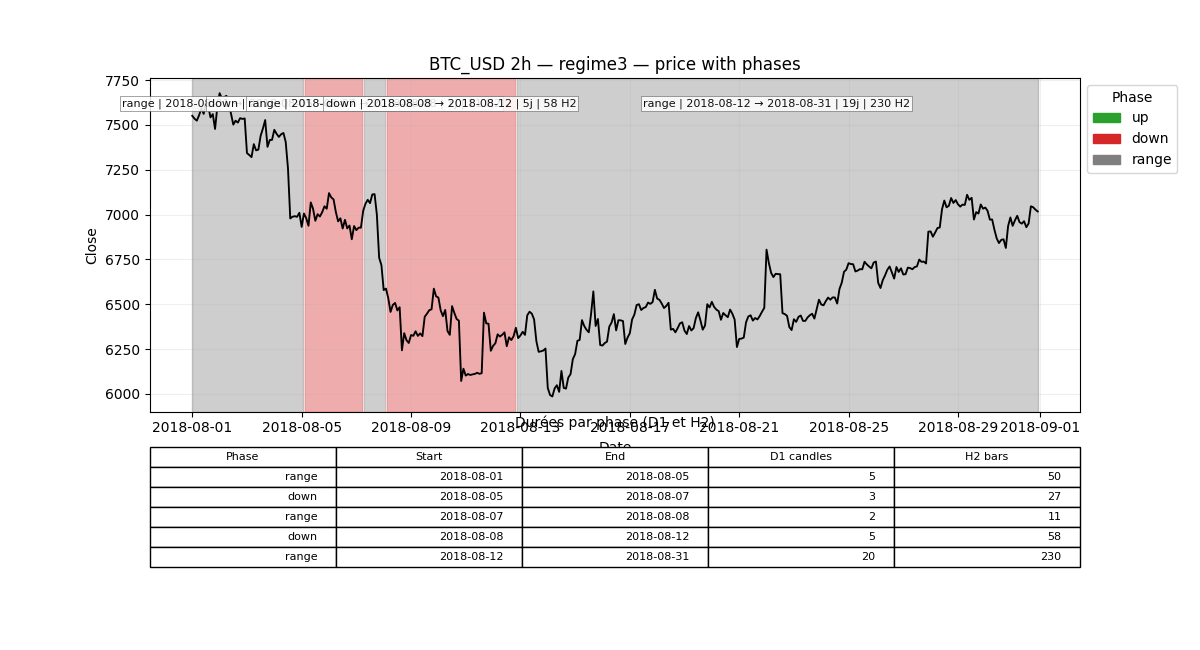 BTC_USD 2h — regime3 — price with phases
7750
7500
7250
7000
6750
6500
6250
6000
Close
range | 2018-0
down |
range | 2018-
down | 2018-08-08 → 2018-08-12 | 5j | 58 H2
range | 2018-08-12 → 2018-08-31 | 19j | 230 H2
Phase
up
down
range
2018-08-01 2018-08-05 2018-08-09 2018-08-13 2018-08-17 2018-08-21 2018-08-25 2018-08-29 2018-09-01
Date
Durées par phase (D1 et H2)
Phase Start End D1 candles H2 bars
range 2018-08-01 2018-08-05 5 50
down 2018-08-05 2018-08-07 3 27
range 2018-08-07 2018-08-08 2 11
down 2018-08-08 2018-08-12 5 58
range 2018-08-12 2018-08-31 20 230